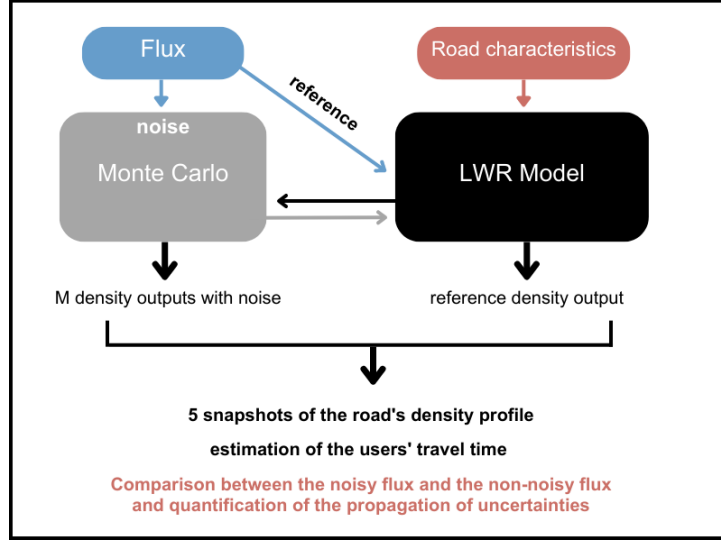 Flux
Road characteristics
reference
noise
Monte Carlo
LWR Model
M density outputs with noise
reference density output
5 snapshots of the road's density profile
estimation of the users' travel time
Comparison between the noisy flux and the non-noisy flux
and quantification of the propagation of uncertainties